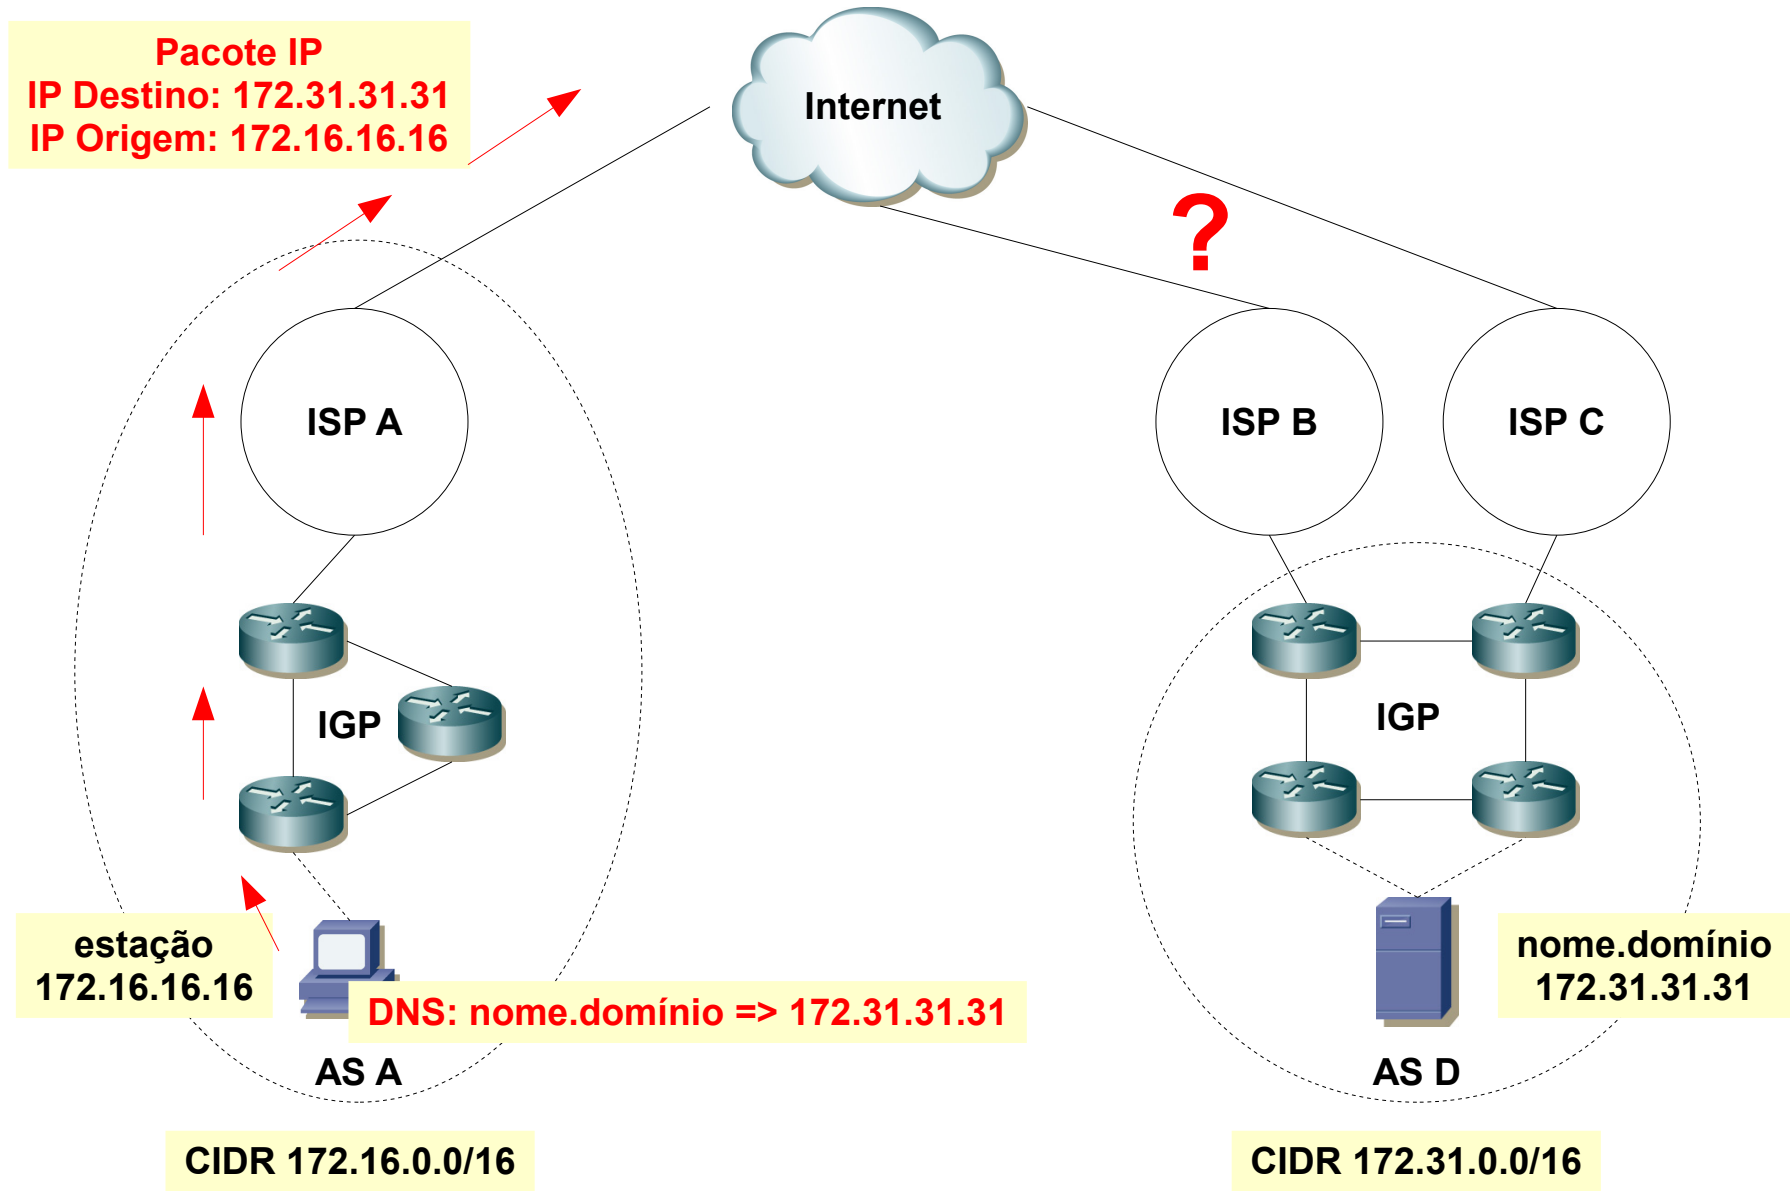 Pacote IP
IP Destino: 172.31.31.31
IP Origem: 172.16.16.16
Internet
?
ISP A
ISP B
ISP C
IGP
IGP
estação
172.16.16.16
nome.domínio
172.31.31.31
DNS: nome.domínio => 172.31.31.31
AS A
AS D
CIDR 172.16.0.0/16
CIDR 172.31.0.0/16